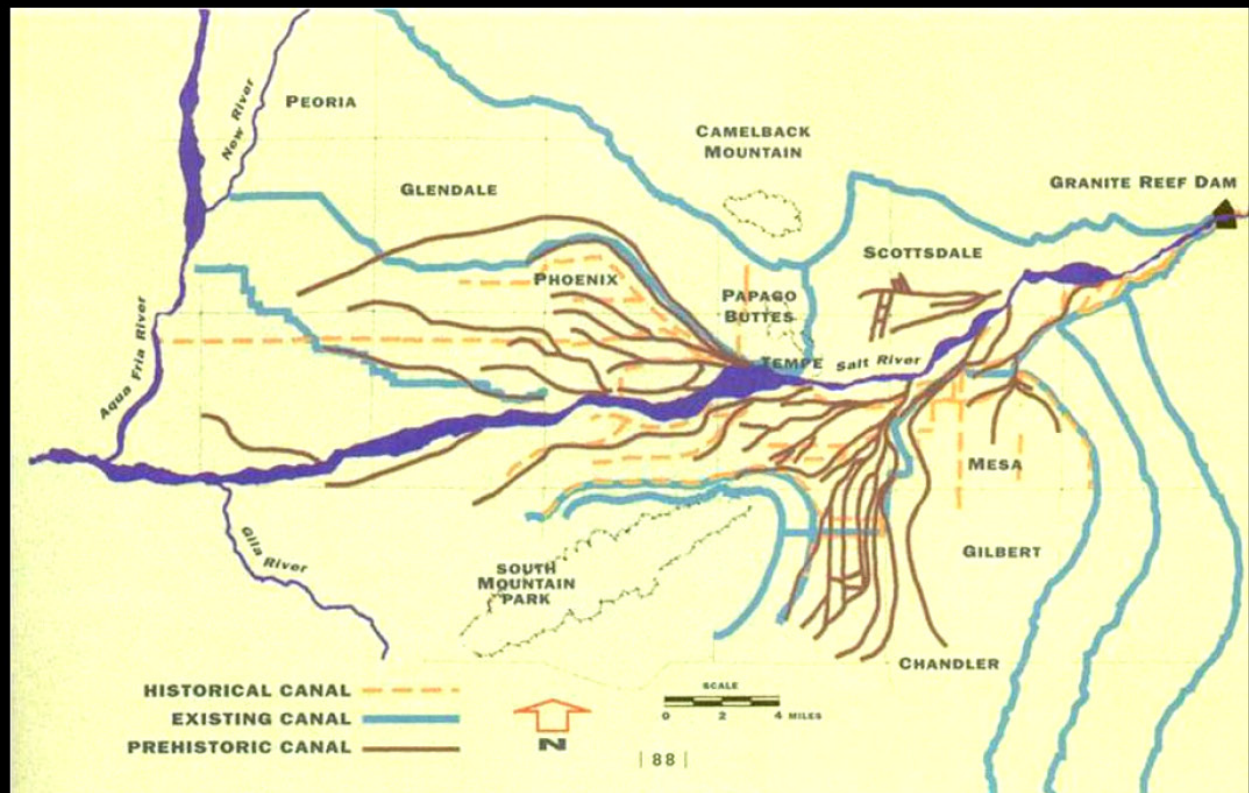 PEORIA
New River
CAMELBACK
MOUNTAIN
GLENDALE
GRANITE REEF DAM
SCOTTSDALE
PHOENIX
PAPAGO
BUTTES
Aqua Fria River
TEMPE
Salt River
MESA
Gila River
GILBERT
SOUTH
MOUNTAIN
PARK
CHANDLER
HISTORICAL CANAL
EXISTING CANAL
PREHISTORIC CANAL
N
SCALE
0 2 4 MILES
| 88 |